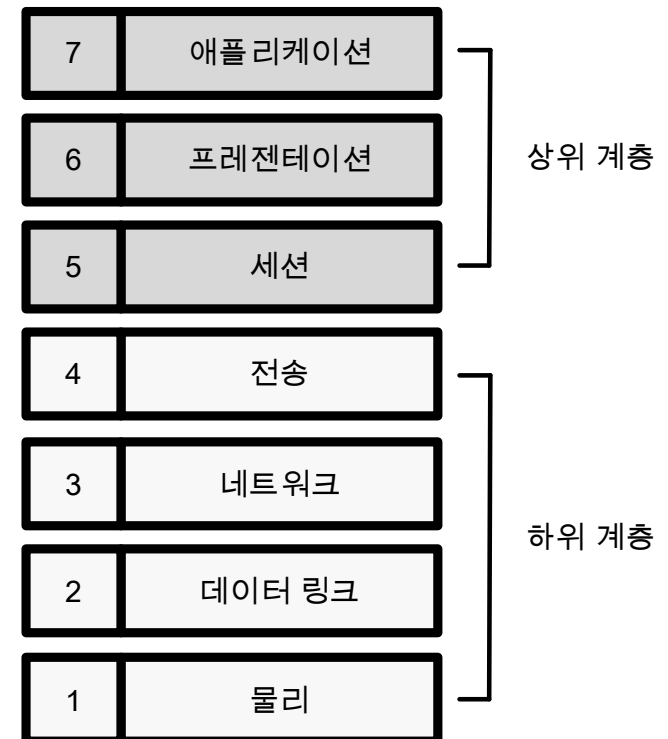 7 애플리케이션
6 프레젠테이션
상위 계층
5 세션
4 전송
3 네트워크
하위 계층
2 데이터 링크
1 물리